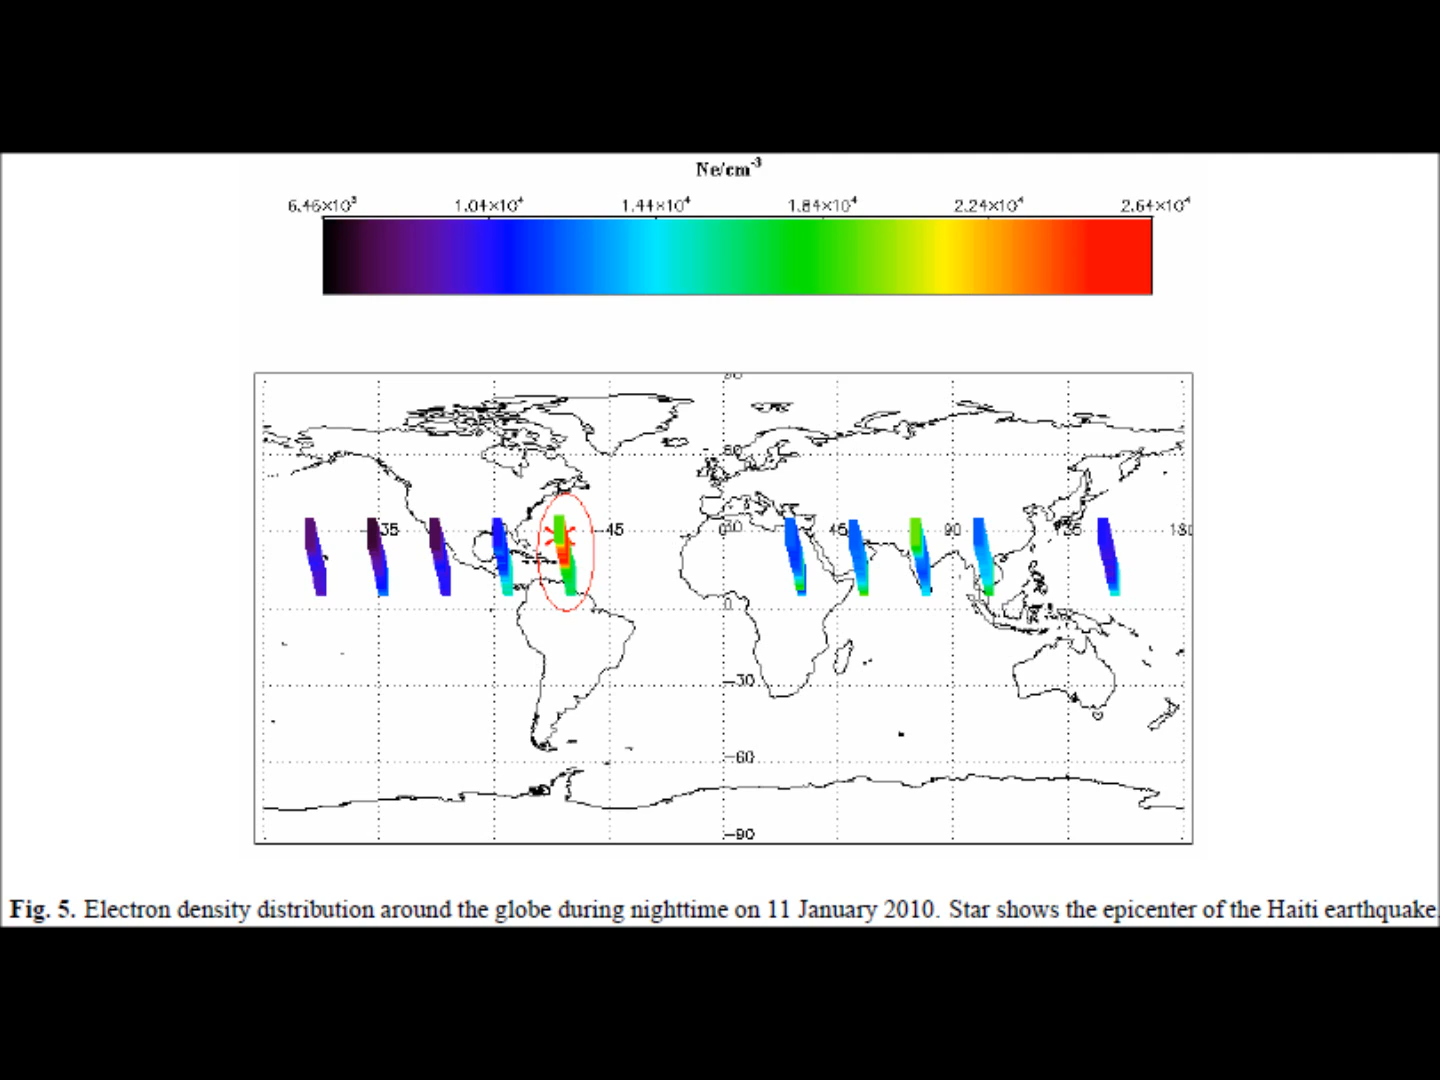 Ne/cm⁻³
6.46×10³ 1.04×10⁴ 1.44×10⁴ 1.84×10⁴ 2.24×10⁴ 2.64×10⁴
60
35 45 30 45 90 135 180
0
−30
−60
−90
Fig. 5. Electron density distribution around the globe during nighttime on 11 January 2010. Star shows the epicenter of the Haiti earthquake.